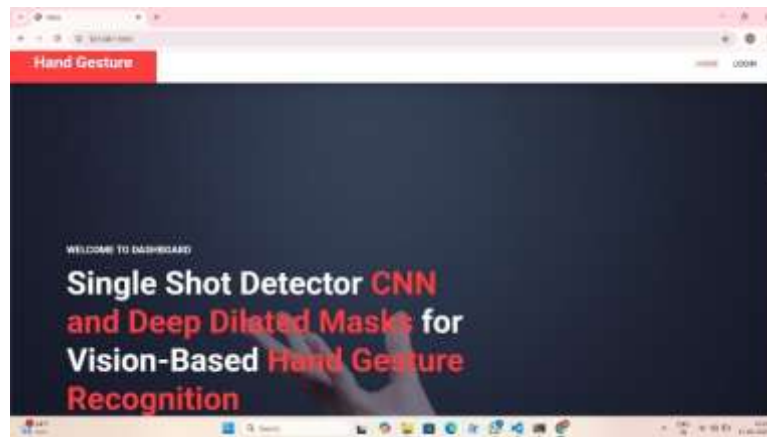 Hand Gesture
HOME LOGIN
WELCOME TO DASHBOARD
Single Shot Detector CNN
and Deep Dilated Masks for
Vision-Based Hand Gesture
Recognition
Search